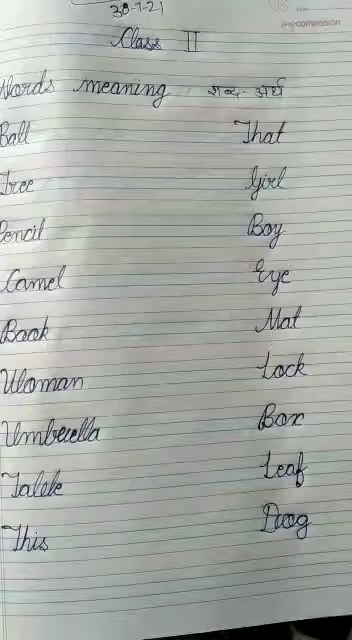 30-7-21
Class II
Words meaning शब्द-अर्थ
Ball That
Tree Girl
Pencil Boy
Camel Eye
Book Mat
Woman Lock
Umbrella Box
Table Leaf
This Dog